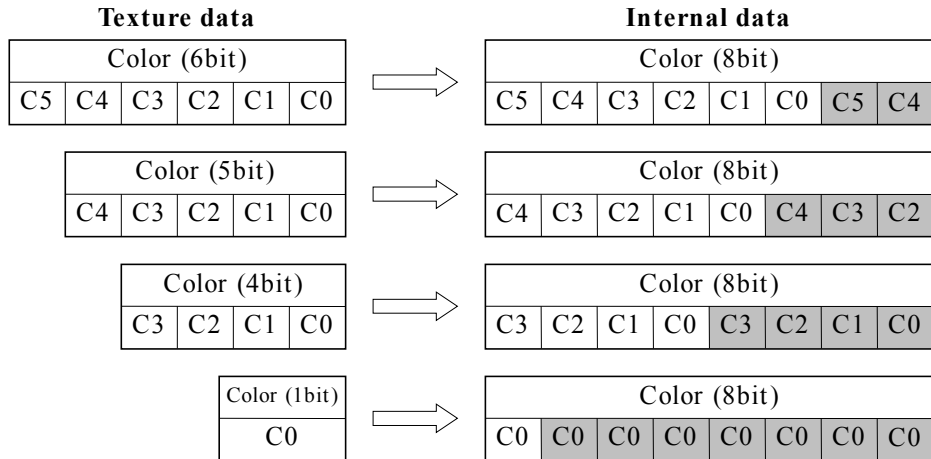 Texture data Internal data
Color (6bit) Color (8bit)
C5 C4 C3 C2 C1 C0 C5 C4 C3 C2 C1 C0 C5 C4
Color (5bit) Color (8bit)
C4 C3 C2 C1 C0 C4 C3 C2 C1 C0 C4 C3 C2
Color (4bit) Color (8bit)
C3 C2 C1 C0 C3 C2 C1 C0 C3 C2 C1 C0
Color (1bit) Color (8bit)
C0 C0 C0 C0 C0 C0 C0 C0 C0